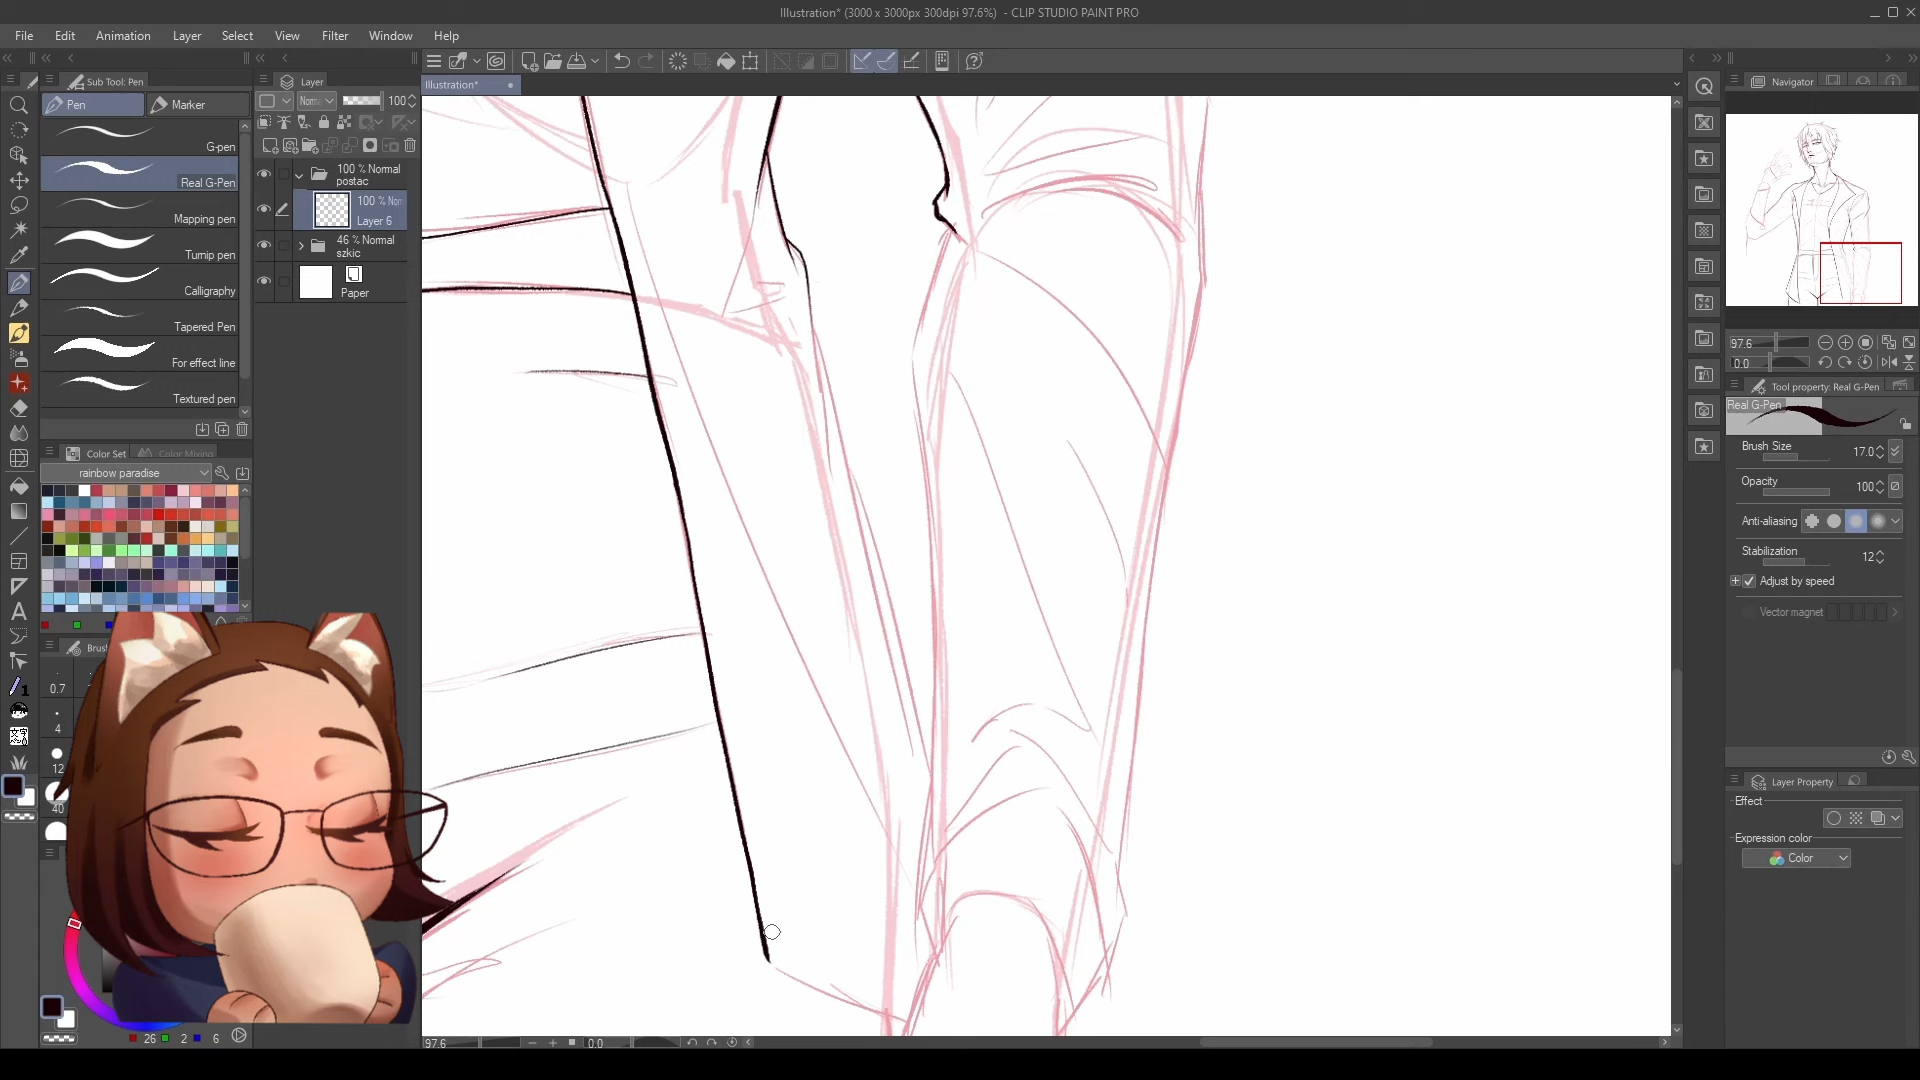 Illustration* (3000 x 3000px 300dpi 97.6%) - CLIP STUDIO PAINT PRO
File Edit Animation Layer Select View Filter Window Help
Sub Tool: Pen
Layer
Illustration*
Navigator
Pen
Marker
100
G-pen
Real G-Pen
Mapping pen
Turnip pen
Calligraphy
Tapered Pen
For effect line
Textured pen
100 % Normal
postac
Layer 6
46 % Normal
szkic
Paper
Color Set
Color Mixing
rainbow paradise
0.7
4
12
40
26 2 6
97.6
0.0
97.6
0.0
Tool property: Real G-Pen
Real G-Pen
Brush Size
17.0
Opacity
100
Anti-aliasing
Stabilization
12
Adjust by speed
Vector magnet
Layer Property
Effect
Expression color
Color